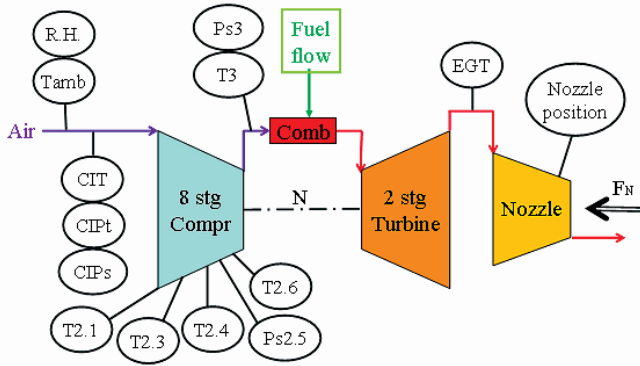 R.H.
Tamb
Ps3
T3
Fuel
flow
EGT
Nozzle
position
Air
Comb
CIT
CIPt
CIPs
8 stg
Compr
N
2 stg
Turbine
Nozzle
FN
T2.1
T2.3
T2.4
Ps2.5
T2.6